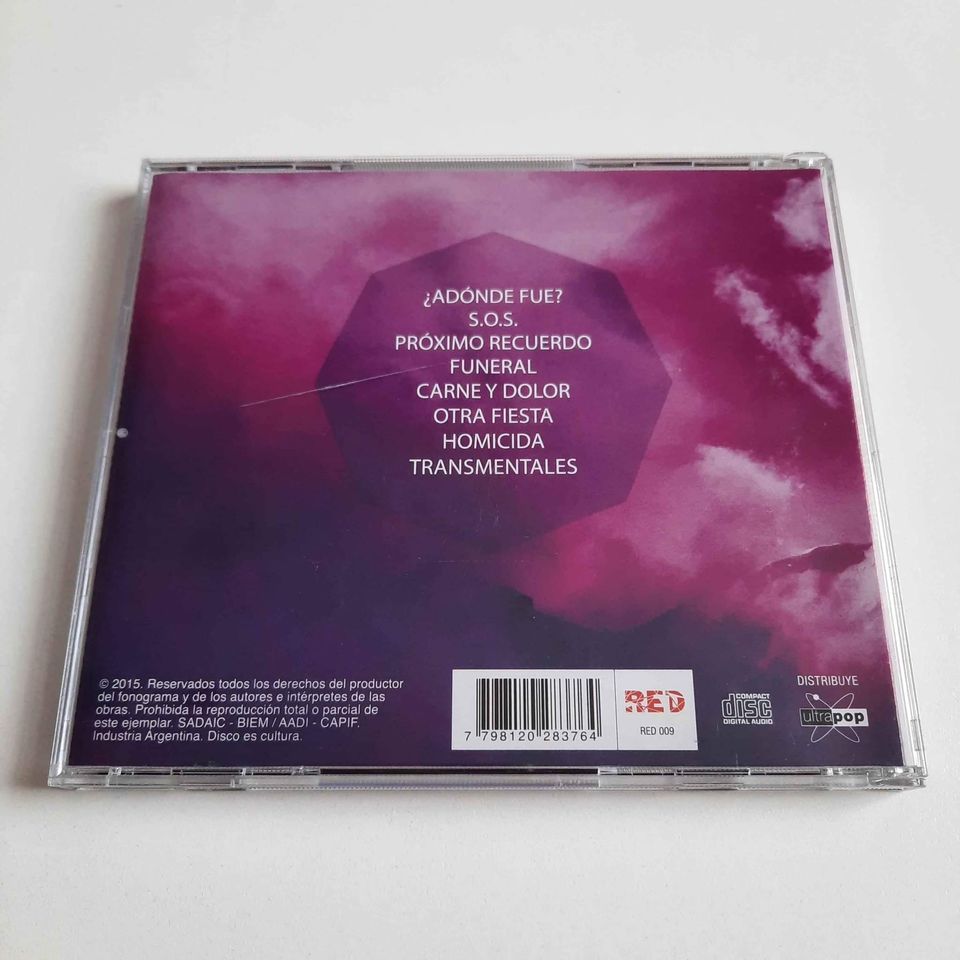 ¿ADÓNDE FUE?
S.O.S.
PRÓXIMO RECUERDO
FUNERAL
CARNE Y DOLOR
OTRA FIESTA
HOMICIDA
TRANSMENTALES
© 2015. Reservados todos los derechos del productor
del fonograma y de los autores e intérpretes de las
obras. Prohibida la reproducción total o parcial de
este ejemplar. SADAIC - BIEM / AADI - CAPIF.
Industria Argentina. Disco es cultura.
7 798120 283764
RED
RED 009
COMPACT
disc
DIGITAL AUDIO
DISTRIBUYE
ultrapop